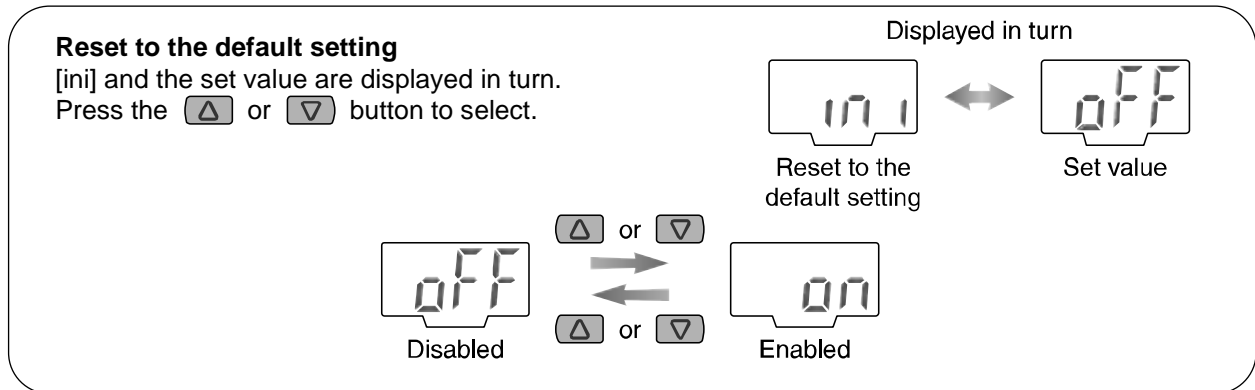 Reset to the default setting
[ini] and the set value are displayed in turn.
Press the △ or ▽ button to select.
Displayed in turn
ini
oFF
Reset to the
default setting
Set value
△ or ▽
oFF
on
△ or ▽
Disabled
Enabled